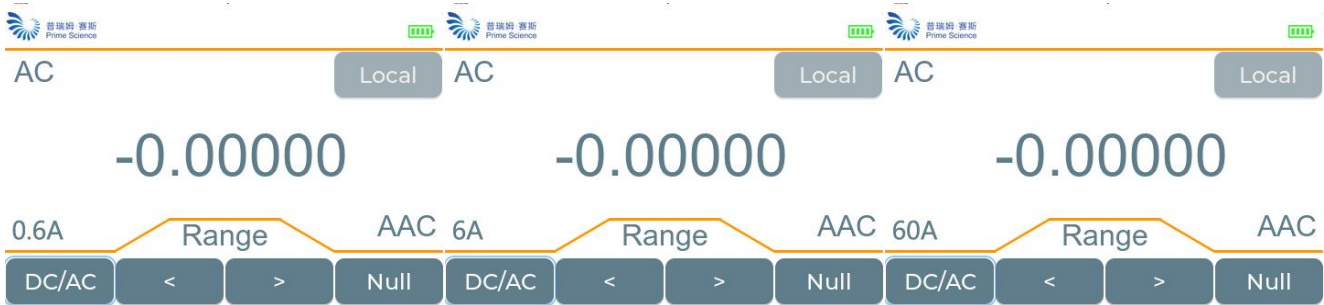 普瑞姆·赛斯
Prime Science
AC
Local
-0.00000
0.6A
Range
AAC
DC/AC
<
>
Null
普瑞姆·赛斯
Prime Science
AC
Local
-0.00000
6A
Range
AAC
DC/AC
<
>
Null
普瑞姆·赛斯
Prime Science
AC
Local
-0.00000
60A
Range
AAC
DC/AC
<
>
Null